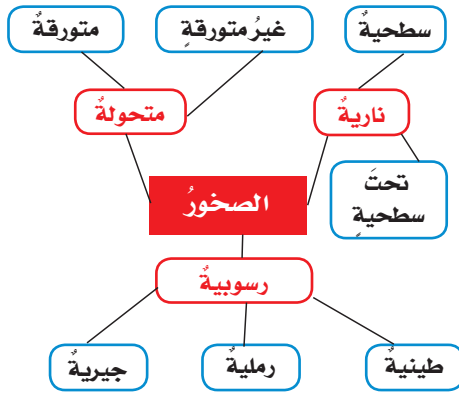 سطحيةٌ
غيرُ متورقةٍ
متورقةٌ
ناريةٌ
متحولةٌ
تحتَ
سطحيةٍ
الصخورُ
رسوبيةٌ
طينيةٌ
رمليةٌ
جيريةٌ